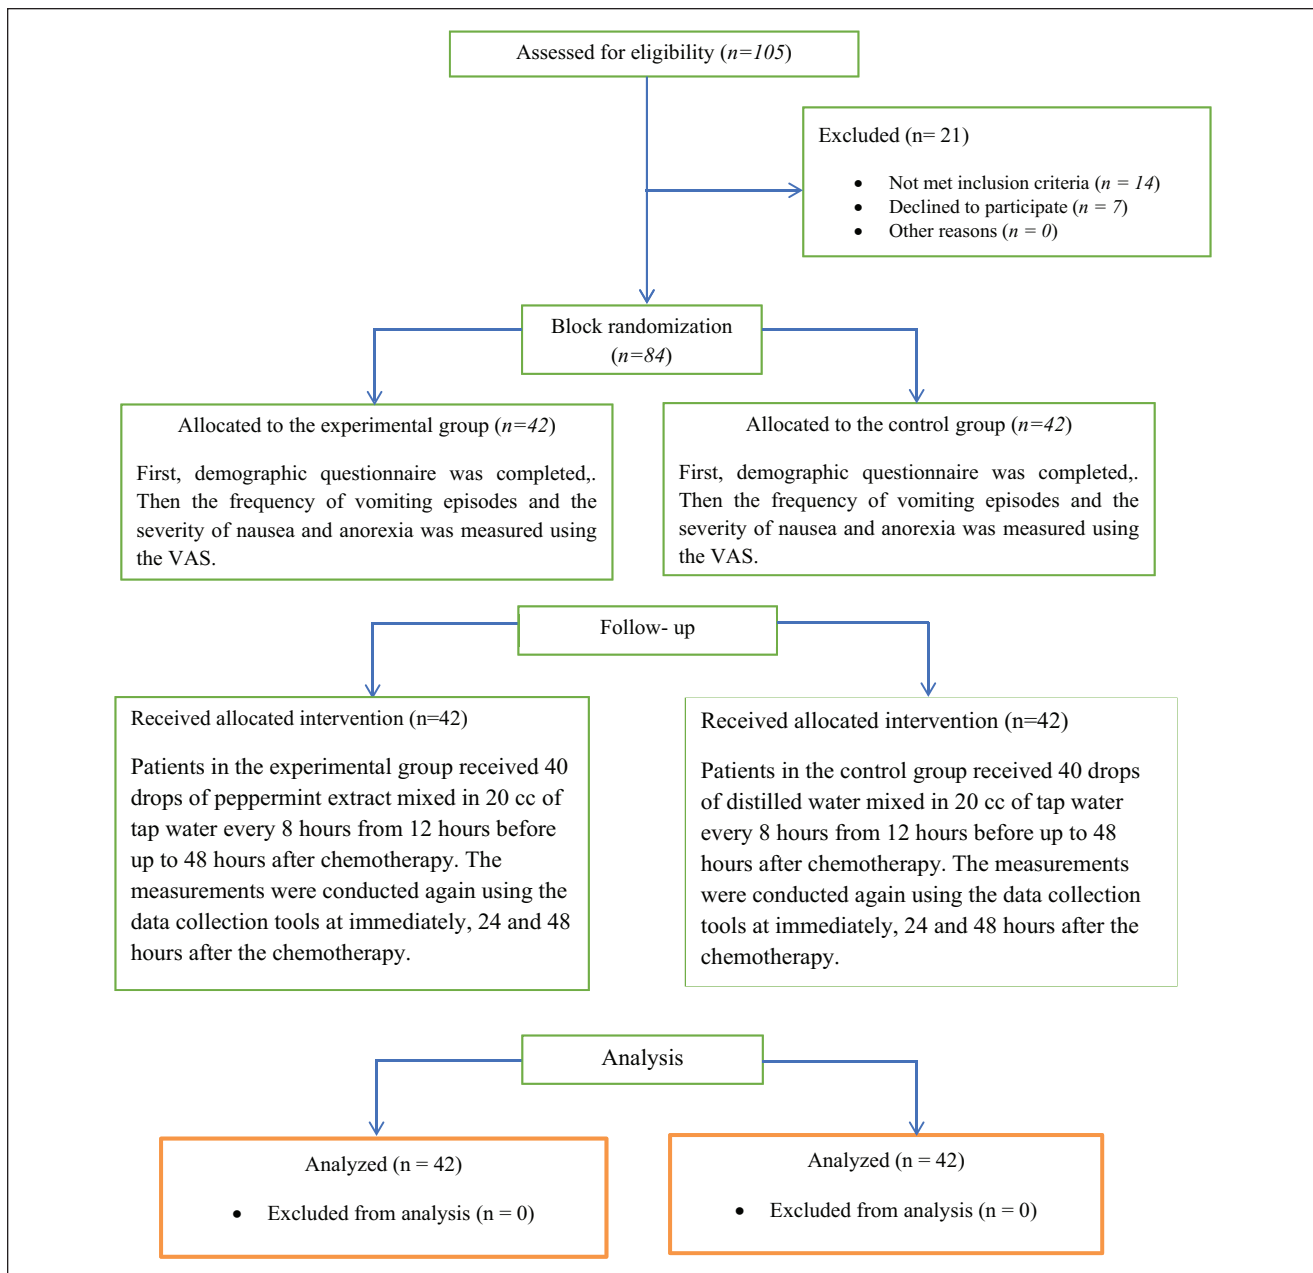 Assessed for eligibility (n=105)
Excluded (n= 21)
• Not met inclusion criteria (n = 14)
• Declined to participate (n = 7)
• Other reasons (n = 0)
Block randomization
(n=84)
Allocated to the experimental group (n=42)
First, demographic questionnaire was completed,.
Then the frequency of vomiting episodes and the
severity of nausea and anorexia was measured using
the VAS.
Allocated to the control group (n=42)
First, demographic questionnaire was completed,.
Then the frequency of vomiting episodes and the
severity of nausea and anorexia was measured using
the VAS.
Follow- up
Received allocated intervention (n=42)
Patients in the experimental group received 40
drops of peppermint extract mixed in 20 cc of
tap water every 8 hours from 12 hours before
up to 48 hours after chemotherapy. The
measurements were conducted again using the
data collection tools at immediately, 24 and 48
hours after the chemotherapy.
Received allocated intervention (n=42)
Patients in the control group received 40 drops
of distilled water mixed in 20 cc of tap water
every 8 hours from 12 hours before up to 48
hours after chemotherapy. The measurements
were conducted again using the data collection
tools at immediately, 24 and 48 hours after the
chemotherapy.
Analysis
Analyzed (n = 42)
• Excluded from analysis (n = 0)
Analyzed (n = 42)
• Excluded from analysis (n = 0)